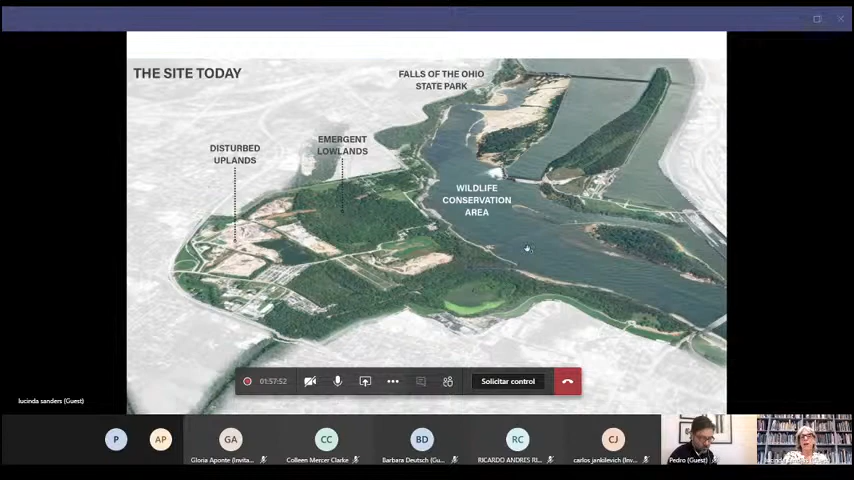 THE SITE TODAY
FALLS OF THE OHIO
STATE PARK
EMERGENT
LOWLANDS
DISTURBED
UPLANDS
WILDLIFE
CONSERVATION
AREA
01:57:52
Solicitar control
lucinda sanders (Guest)
P
AP
GA
CC
BD
RC
CJ
Gloria Aponte (Invita...
Colleen Mercer Clarke
Barbara Deutsch (Gu...
RICARDO ANDRES RI...
carlos jankilevich (Inv...
Pedro (Guest)